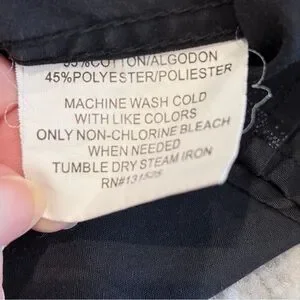 55%COTTON/ALGODON
45%POLYESTER/POLIESTER
MACHINE WASH COLD
WITH LIKE COLORS
ONLY NON-CHLORINE BLEACH
WHEN NEEDED
TUMBLE DRY STEAM IRON
RN#131525